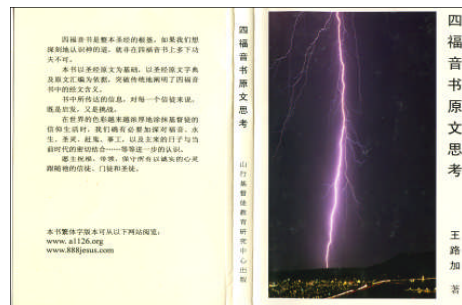 四福音书是整本圣经的根基，如果我们想
深刻地认识神的道，就非在四福音书上多下功
夫不可。
本书以圣经原文为基础，以圣经原文字典
及原文汇编为依据，突破传统地阐明了四福音
书中的经文含义。
书中所传达的信息，对每一个信徒来说，
既是启发，又是挑战。
在世界的色彩越来越浓厚地涂抹基督徒的
信仰生活时，我们确有必要加深对福音、永
生、圣灵、赶鬼、事工，以及主来的日子与当
前时代的密切结合……等等进一步的认识。
愿主祝福、带领、保守所有以诚实的心灵
跟随祂的信徒、门徒和圣徒。
本书繁体字版本可从以下网站阅览：
www.a1126.org
www.888jesus.com
四福音书原文思考
山行基督徒教育研究中心出版
四福音书原文思考
王路加 著